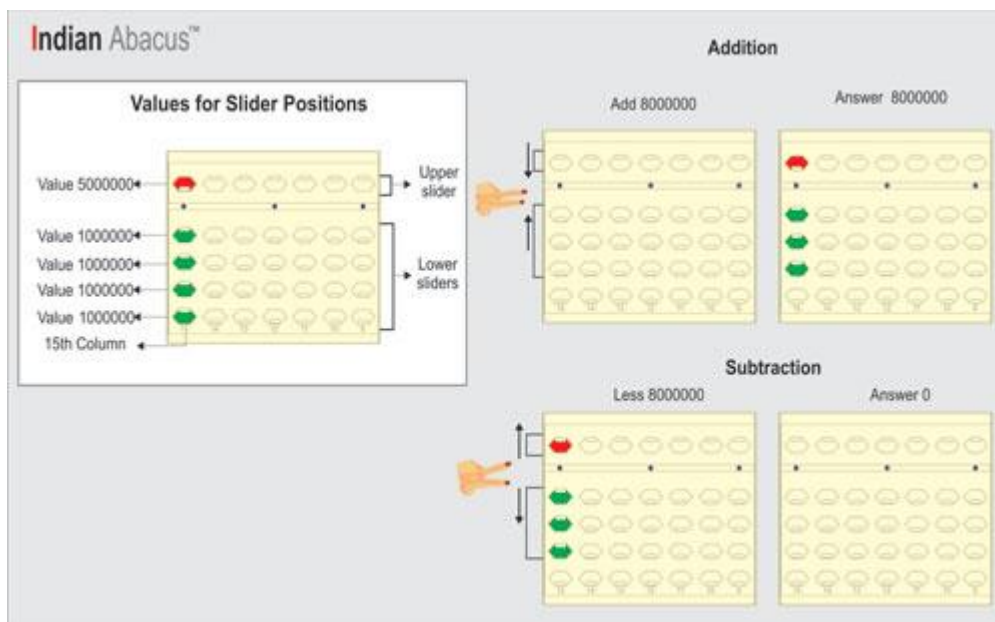 Indian Abacus™
Values for Slider Positions
Value 5000000
Upper
slider
Value 1000000
Value 1000000
Value 1000000
Value 1000000
Lower
sliders
15th Column
Addition
Add 8000000
Answer 8000000
Subtraction
Less 8000000
Answer 0